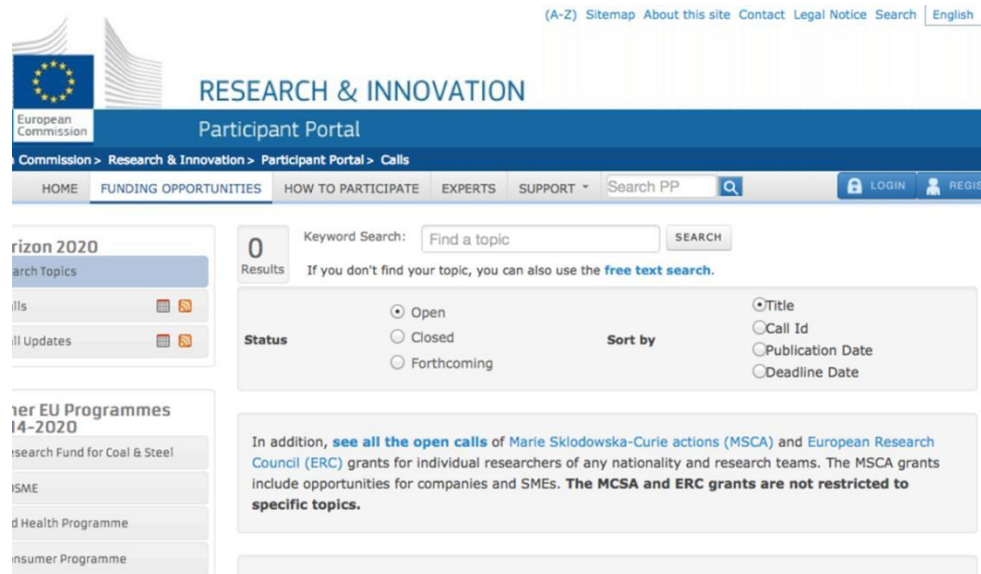 (A-Z) Sitemap About this site Contact Legal Notice Search English
European
Commission
RESEARCH & INNOVATION
Participant Portal
Commission > Research & Innovation > Participant Portal > Calls
HOME FUNDING OPPORTUNITIES HOW TO PARTICIPATE EXPERTS SUPPORT Search PP LOGIN REGIS
rizon 2020
arch Topics
lls
ll Updates
her EU Programmes
14-2020
search Fund for Coal & Steel
OSME
d Health Programme
onsumer Programme
0
Results
Keyword Search: Find a topic SEARCH
If you don't find your topic, you can also use the free text search.
Status
Open
Closed
Forthcoming
Sort by
Title
Call Id
Publication Date
Deadline Date
In addition, see all the open calls of Marie Sklodowska-Curie actions (MSCA) and European Research
Council (ERC) grants for individual researchers of any nationality and research teams. The MSCA grants
include opportunities for companies and SMEs. The MCSA and ERC grants are not restricted to
specific topics.